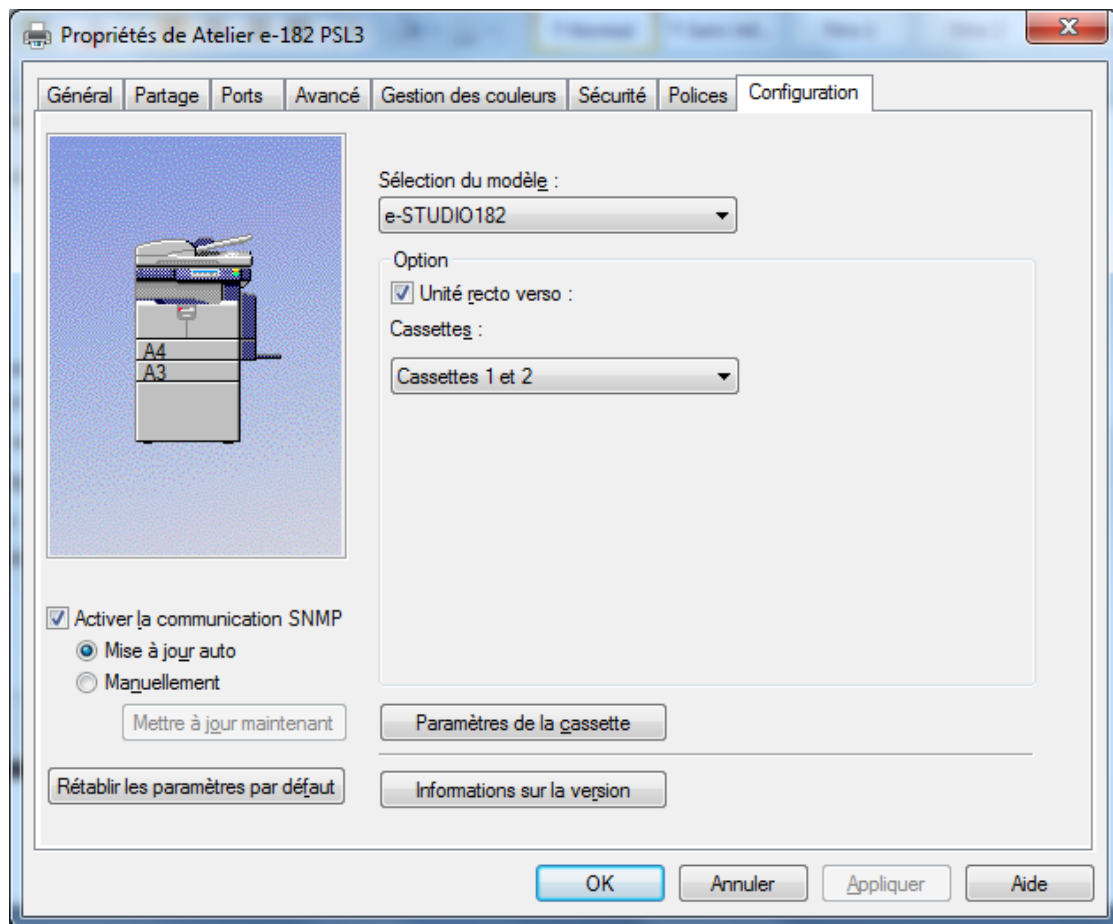 Propriétés de Atelier e-182 PSL3
Général Partage Ports Avancé Gestion des couleurs Sécurité Polices Configuration
Sélection du modèle :
e-STUDIO182
Option
Unité recto verso :
Cassettes :
Cassettes 1 et 2
A4
A3
Activer la communication SNMP
Mise à jour auto
Manuellement
Mettre à jour maintenant
Paramètres de la cassette
Rétablir les paramètres par défaut
Informations sur la version
OK Annuler Appliquer Aide